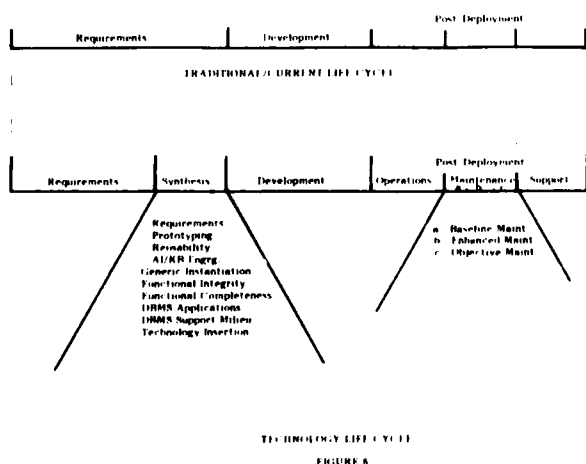 Post Deployment
Requirements Development
TRADITIONAL/CURRENT LIFE CYCLE
Post Deployment
Requirements Synthesis Development Operations Maintenance Support
a b c
Requirements
Prototyping
Reusability
AI/KB Engrg.
Generic Instantiation
Functional Integrity
Functional Completeness
DBMS Applications
DBMS Support Milieu
Technology Insertion
a Baseline Maint
b Enhanced Maint
c Objective Maint
TECHNOLOGY LIFE CYCLE
FIGURE